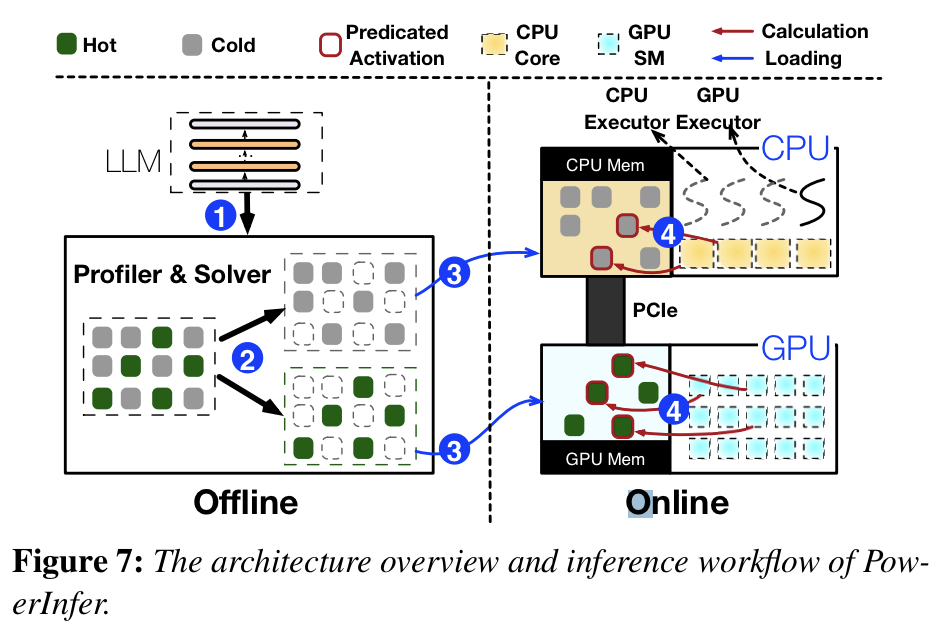 Hot
Cold
Predicated
Activation
CPU
Core
GPU
SM
Calculation
Loading
LLM
1
Profiler & Solver
2
3
3
Offline
CPU
Executor
GPU
Executor
CPU
CPU Mem
4
PCIe
GPU
4
GPU Mem
Online
Figure 7: The architecture overview and inference workflow of Pow-
erInfer.